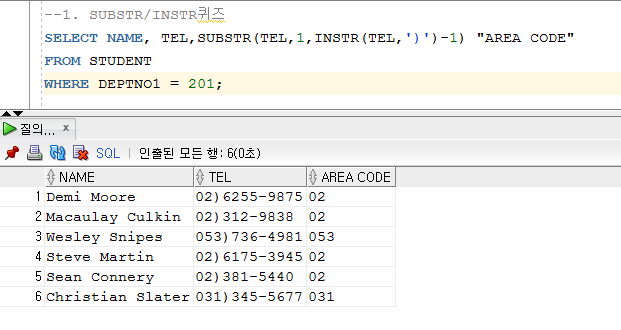 --1. SUBSTR/INSTR퀴즈
SELECT NAME, TEL,SUBSTR(TEL,1,INSTR(TEL,')')-1) "AREA CODE"
FROM STUDENT
WHERE DEPTNO1 = 201;
질의... x
SQL | 인출된 모든 행: 6(0초)
NAME TEL AREA CODE
1 Demi Moore 02)6255-9875 02
2 Macaulay Culkin 02)312-9838 02
3 Wesley Snipes 053)736-4981 053
4 Steve Martin 02)6175-3945 02
5 Sean Connery 02)381-5440 02
6 Christian Slater 031)345-5677 031